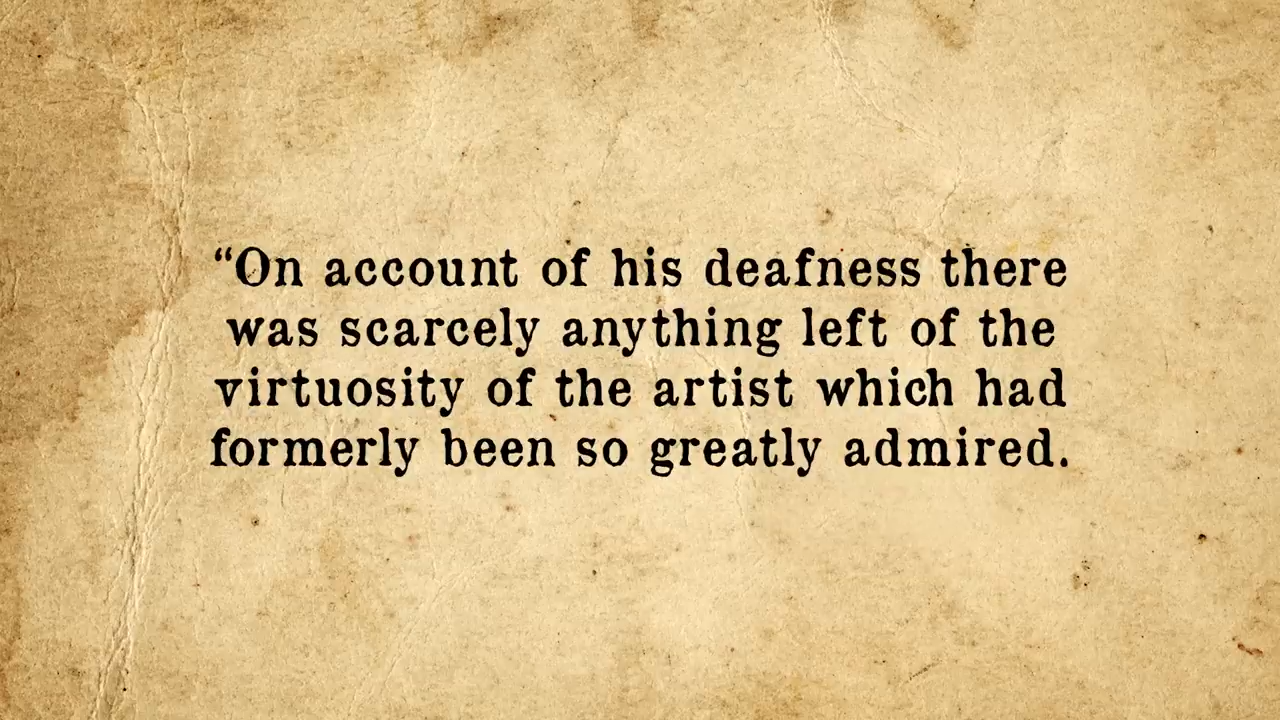 “On account of his deafness there
was scarcely anything left of the
virtuosity of the artist which had
formerly been so greatly admired.